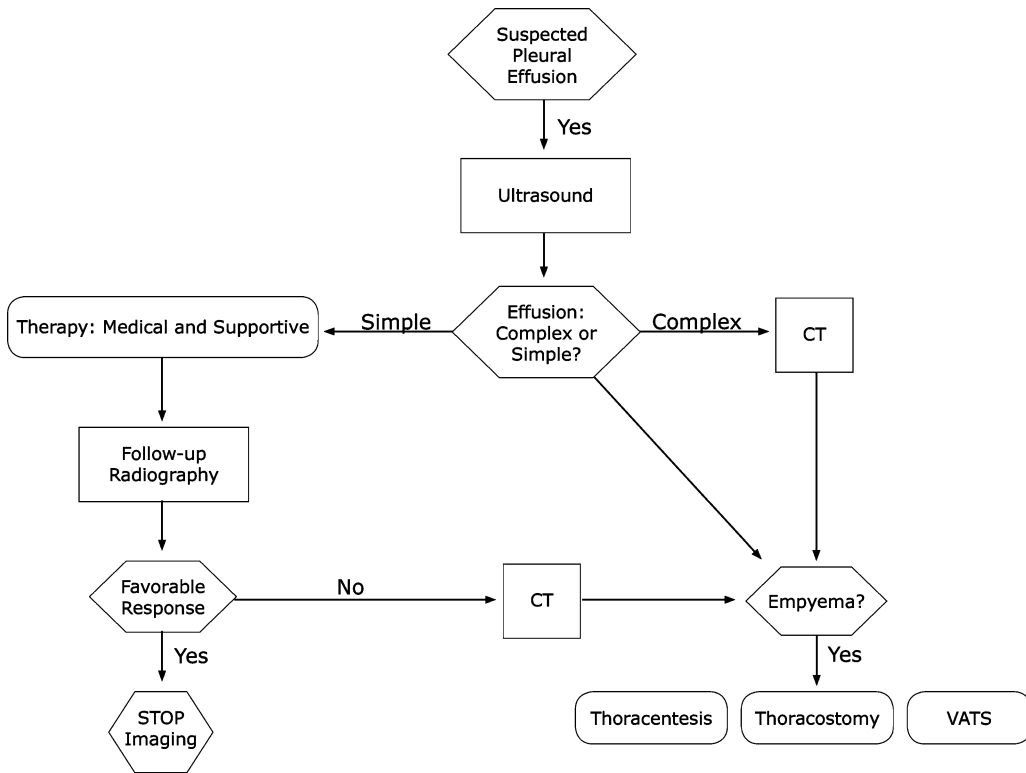 Suspected
Pleural
Effusion
Yes
Ultrasound
Effusion:
Complex or
Simple?
Simple
Complex
Therapy: Medical and Supportive
CT
Follow-up
Radiography
Favorable
Response
No
CT
Empyema?
Yes
Yes
STOP
Imaging
Thoracentesis
Thoracostomy
VATS